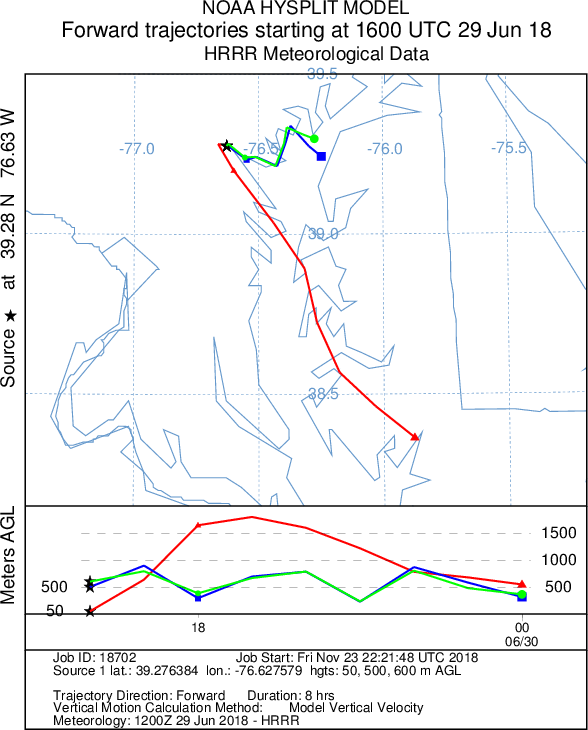 NOAA HYSPLIT MODEL
Forward trajectories starting at 1600 UTC 29 Jun 18
HRRR Meteorological Data
Source ★ at 39.28 N 76.63 W
39.5
-77.0 -76.5 -76.0 -75.5
39.0
38.5
Meters AGL
1500
1000
500 500
50
18 00
06/30
Job ID: 18702 Job Start: Fri Nov 23 22:21:48 UTC 2018
Source 1 lat.: 39.276384 lon.: -76.627579 hgts: 50, 500, 600 m AGL
Trajectory Direction: Forward Duration: 8 hrs
Vertical Motion Calculation Method: Model Vertical Velocity
Meteorology: 1200Z 29 Jun 2018 - HRRR